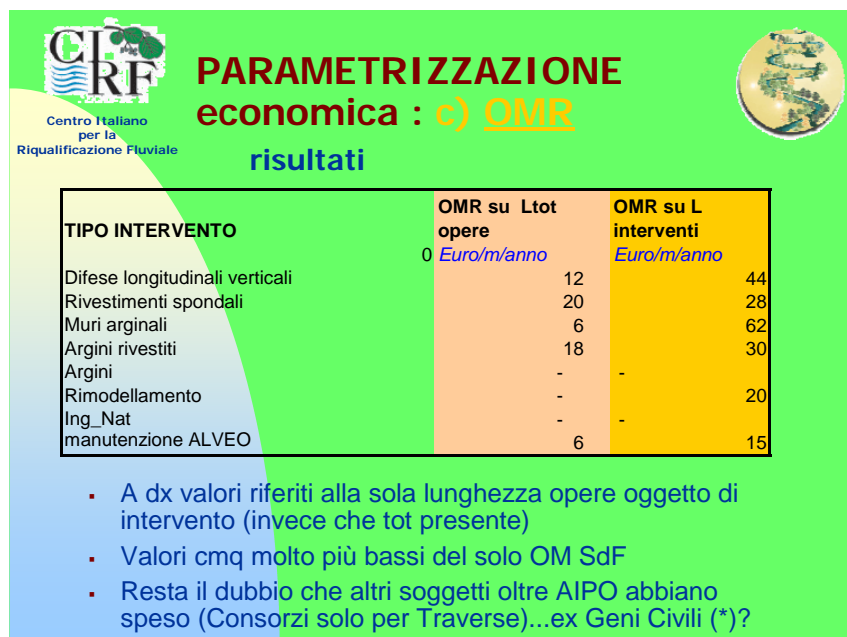 CIRF
Centro Italiano
per la
Riqualificazione Fluviale
PARAMETRIZZAZIONE
economica : c) OMR
risultati
TIPO INTERVENTO OMR su Ltot opere OMR su L interventi
0 Euro/m/anno Euro/m/anno
Difese longitudinali verticali 12 44
Rivestimenti spondali 20 28
Muri arginali 6 62
Argini rivestiti 18 30
Argini - -
Rimodellamento - 20
Ing_Nat - -
manutenzione ALVEO 6 15
▪ A dx valori riferiti alla sola lunghezza opere oggetto di
intervento (invece che tot presente)
▪ Valori cmq molto più bassi del solo OM SdF
▪ Resta il dubbio che altri soggetti oltre AIPO abbiano
speso (Consorzi solo per Traverse)...ex Geni Civili (*)?